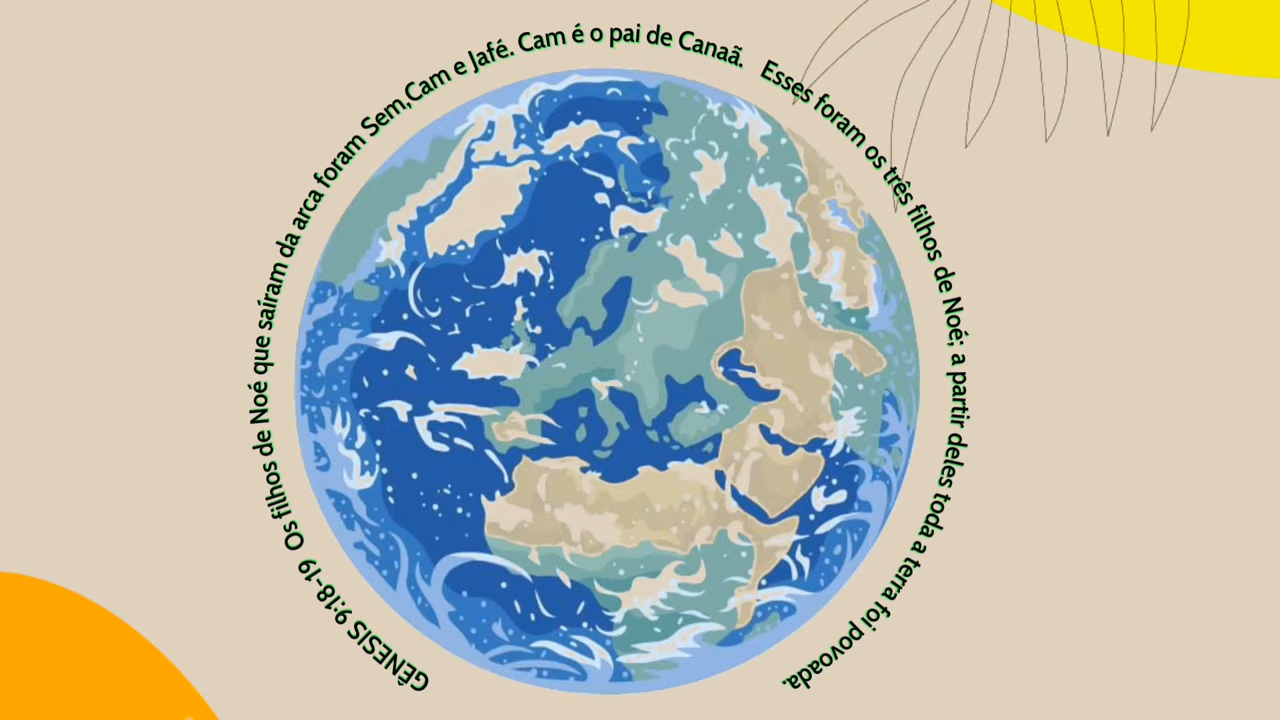 GÊNESIS 9:18-19 Os filhos de Noé que saíram da arca foram Sem,Cam e Jafé. Cam é o pai de Canaã. Esses foram os três filhos de Noé; a partir deles toda a terra foi povoada.